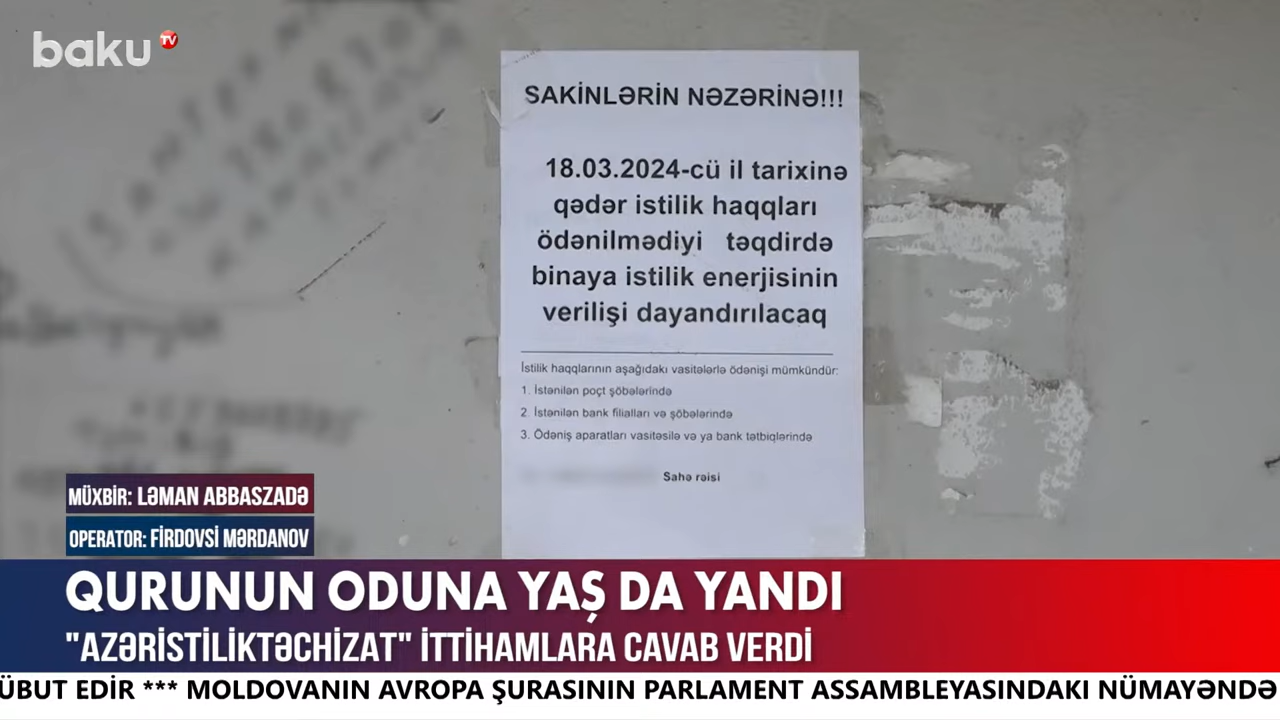 baku TV
SAKİNLƏRİN NƏZƏRİNƏ!!!
18.03.2024-cü il tarixinə
qədər istilik haqqları
ödənilmədiyi təqdirdə
binaya istilik enerjisinin
verilişi dayandırılacaq
İstilik haqqlarının aşağıdakı vasitələrlə ödənişi mümkündür:
1. İstənilən poçt şöbələrində
2. İstənilən bank filialları və şöbələrində
3. Ödəniş aparatları vasitəsilə və ya bank tətbiqlərində
Sahə rəisi
MÜXBİR: LƏMAN ABBASZADƏ
OPERATOR: FİRDOVSİ MƏRDANOV
QURUNUN ODUNA YAŞ DA YANDI
"AZƏRİSTİLİKTƏCHİZAT" İTTİHAMLARA CAVAB VERDİ
ÜBUT EDİR *** MOLDOVANIN AVROPA ŞURASININ PARLAMENT ASSAMBLEYASINDAKI NÜMAYƏNDƏ